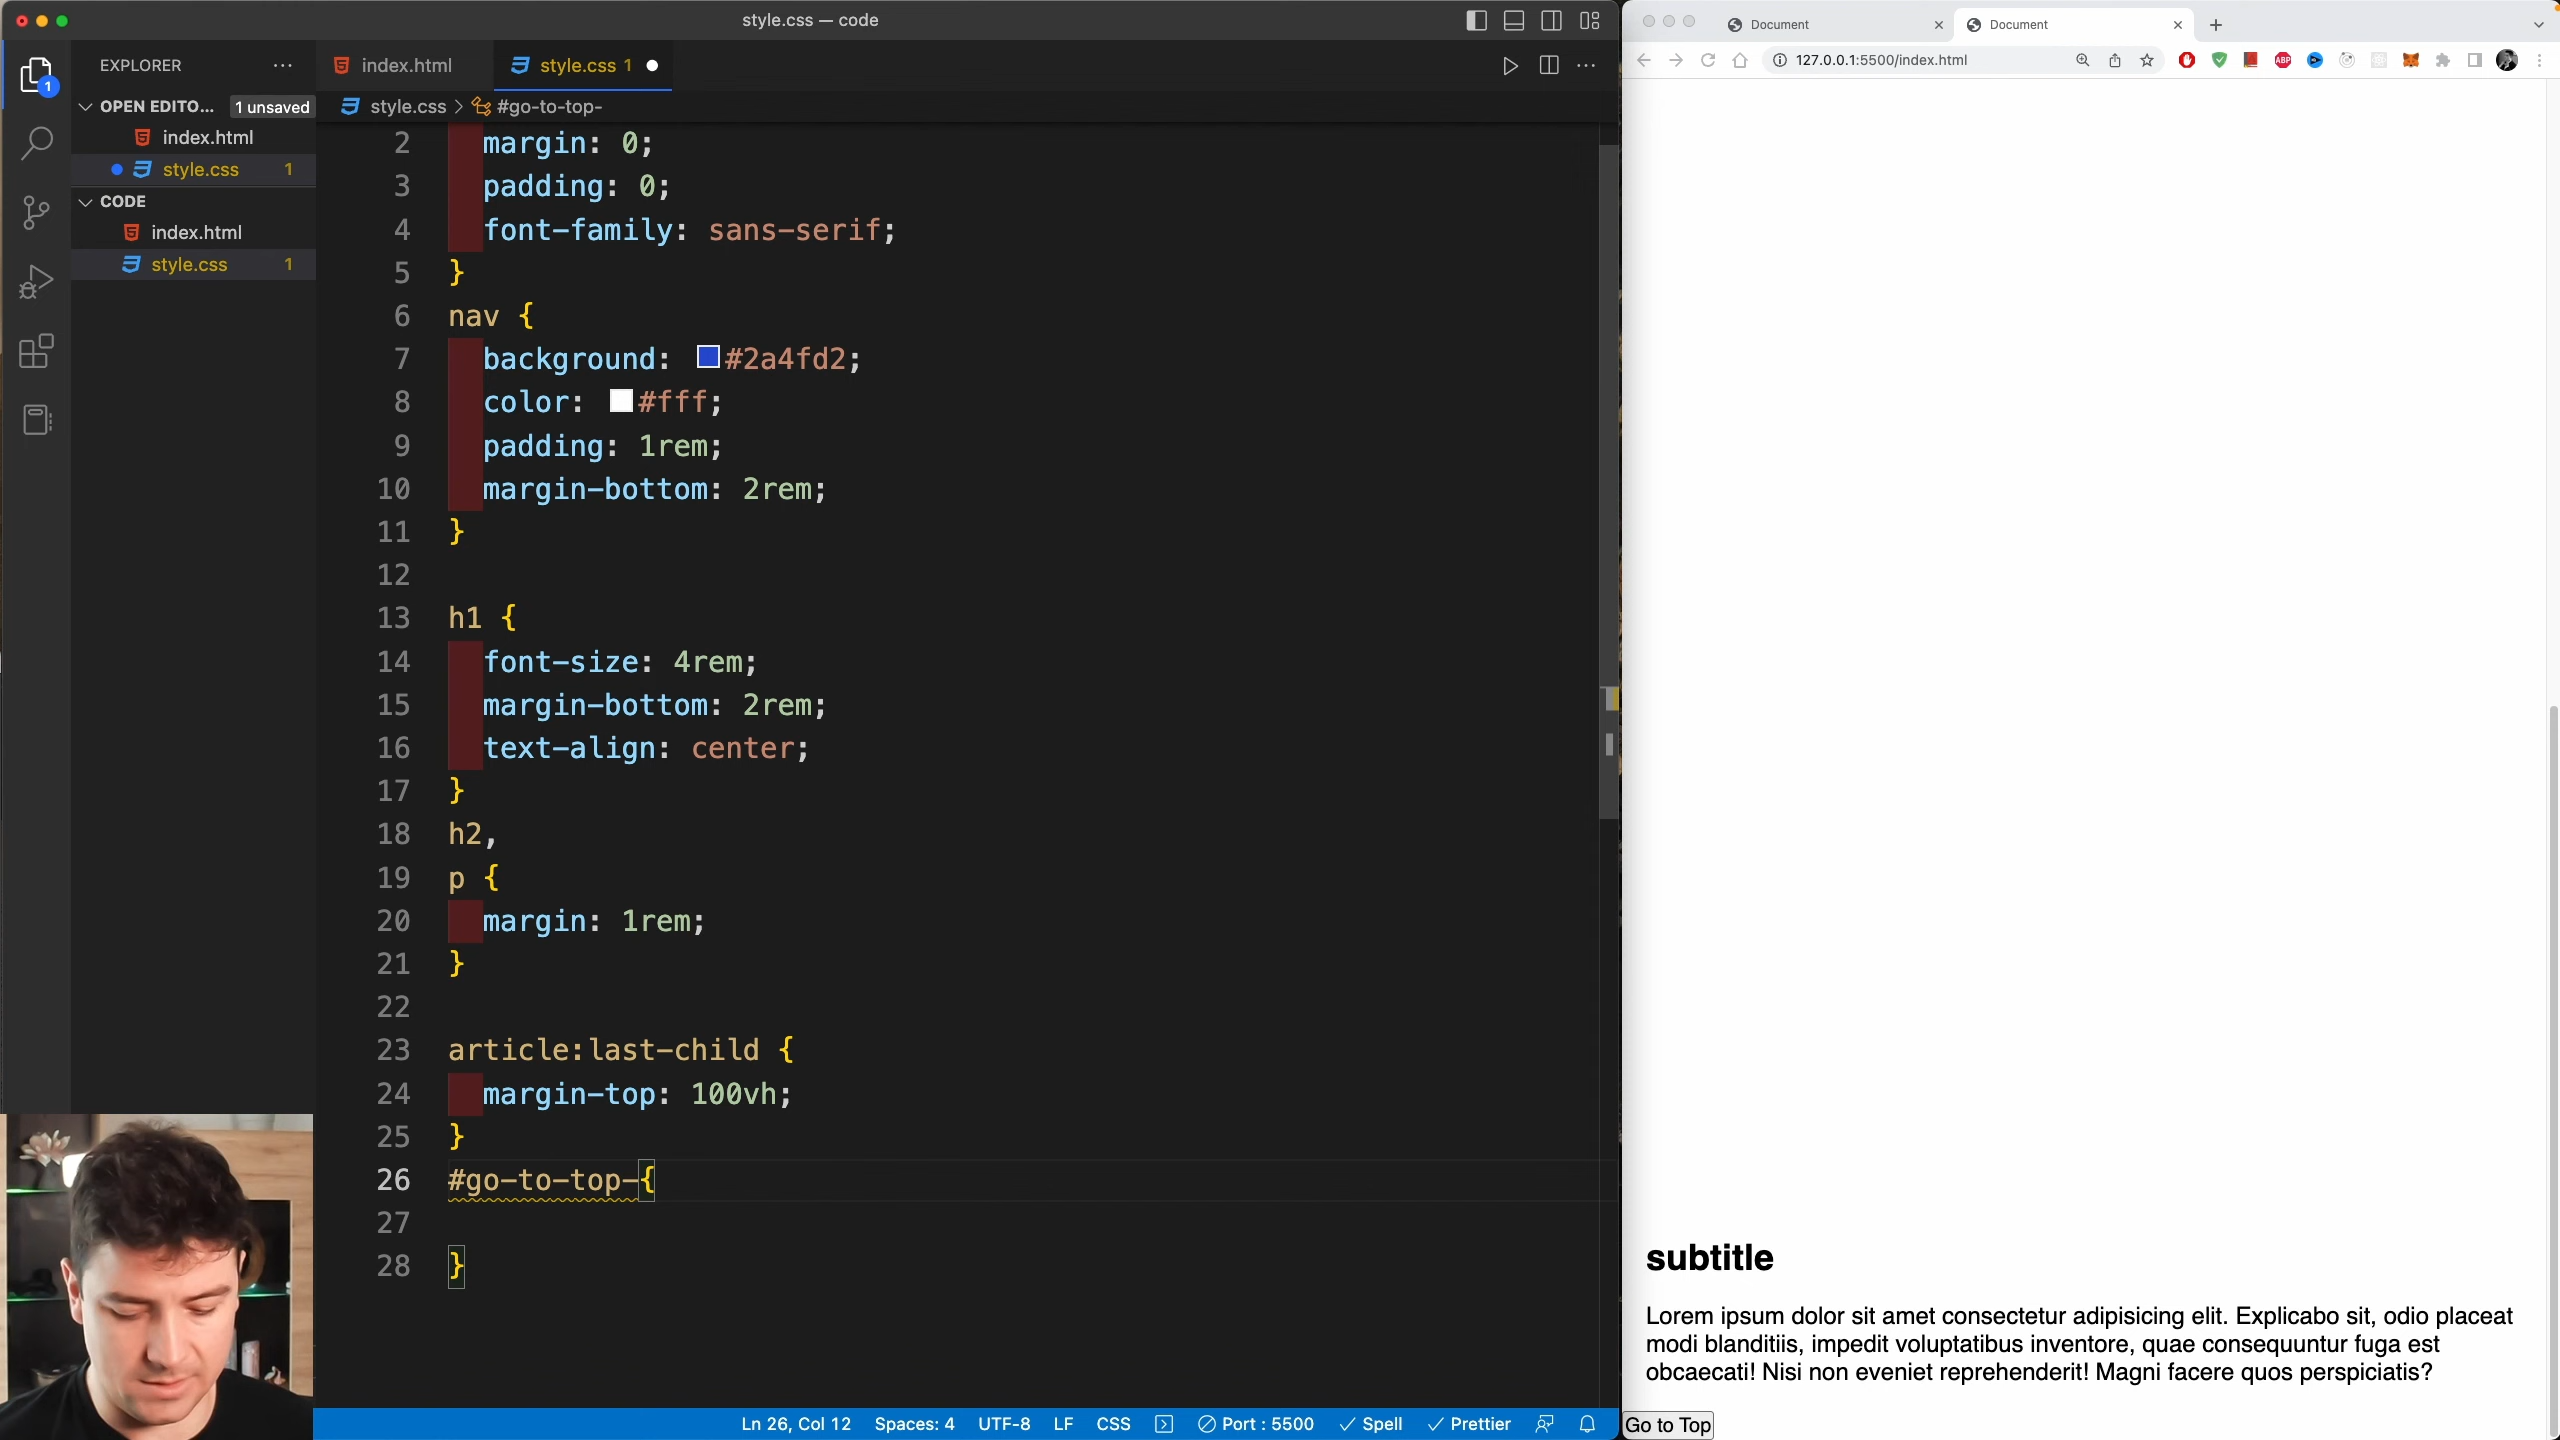 style.css — code
EXPLORER
OPEN EDITO...
1 unsaved
index.html
style.css
1
CODE
index.html
style.css
1
1
index.html
style.css 1
style.css > #go-to-top-
2 margin: 0;
3 padding: 0;
4 font-family: sans-serif;
5 }
6 nav {
7 background: #2a4fd2;
8 color: #fff;
9 padding: 1rem;
10 margin-bottom: 2rem;
11 }
12
13 h1 {
14 font-size: 4rem;
15 margin-bottom: 2rem;
16 text-align: center;
17 }
18 h2,
19 p {
20 margin: 1rem;
21 }
22
23 article:last-child {
24 margin-top: 100vh;
25 }
26 #go-to-top-{
27
28 }
Ln 26, Col 12 Spaces: 4 UTF-8 LF CSS Port : 5500 Spell Prettier
Document
Document
127.0.0.1:5500/index.html
ABP
subtitle
Lorem ipsum dolor sit amet consectetur adipisicing elit. Explicabo sit, odio placeat
modi blanditiis, impedit voluptatibus inventore, quae consequuntur fuga est
obcaecati! Nisi non eveniet reprehenderit! Magni facere quos perspiciatis?
Go to Top